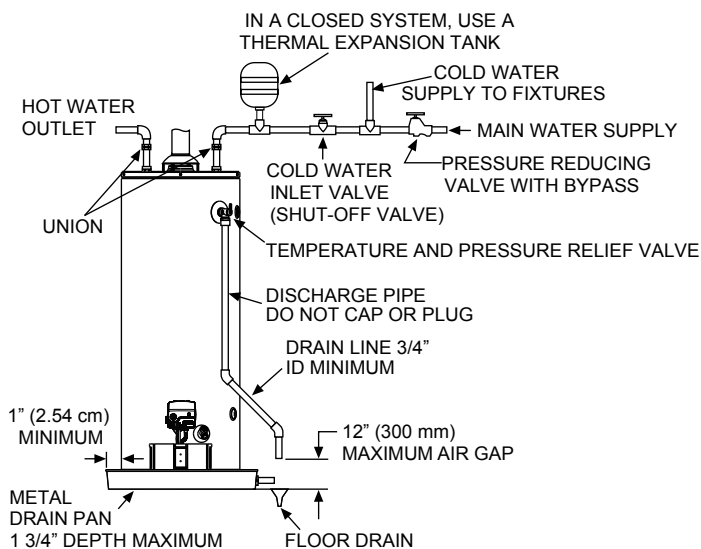 IN A CLOSED SYSTEM, USE A
THERMAL EXPANSION TANK
COLD WATER
SUPPLY TO FIXTURES
HOT WATER
OUTLET
MAIN WATER SUPPLY
COLD WATER
INLET VALVE
(SHUT-OFF VALVE)
PRESSURE REDUCING
VALVE WITH BYPASS
UNION
TEMPERATURE AND PRESSURE RELIEF VALVE
DISCHARGE PIPE
DO NOT CAP OR PLUG
DRAIN LINE 3/4”
ID MINIMUM
1” (2.54 cm)
MINIMUM
12” (300 mm)
MAXIMUM AIR GAP
METAL
DRAIN PAN
1 3/4” DEPTH MAXIMUM
FLOOR DRAIN